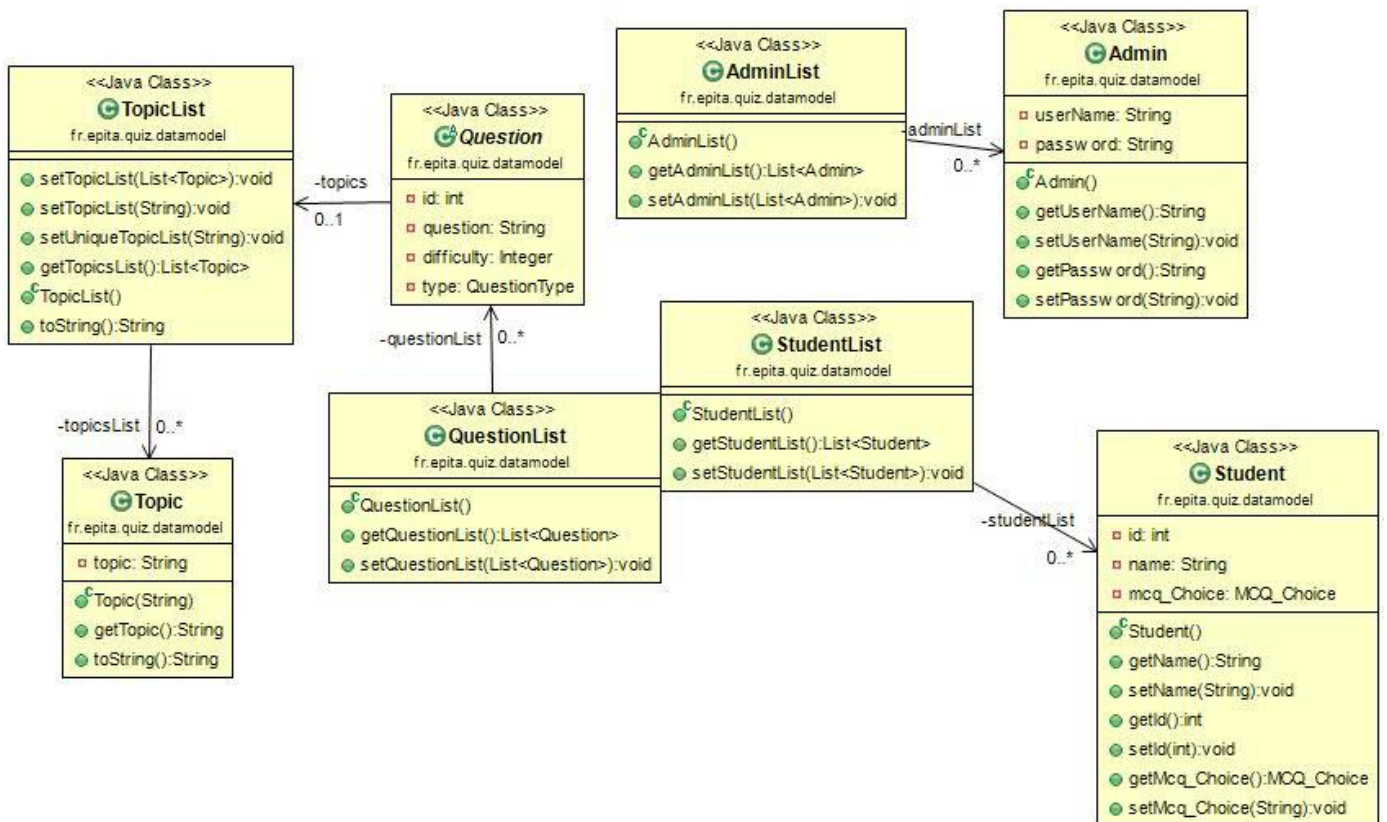 <<Java Class>>
TopicList
fr.epita.quiz.datamodel
setTopicList(List<Topic>):void
setTopicList(String):void
setUniqueTopicList(String):void
getTopicsList():List<Topic>
TopicList()
toString():String
-topics
0..1
<<Java Class>>
Question
fr.epita.quiz.datamodel
id: int
question: String
difficulty: Integer
type: QuestionType
<<Java Class>>
AdminList
fr.epita.quiz.datamodel
AdminList()
getAdminList():List<Admin>
setAdminList(List<Admin>):void
-adminList
0..*
<<Java Class>>
Admin
fr.epita.quiz.datamodel
userName: String
password: String
Admin()
getUserName():String
setUserName(String):void
getPassword():String
setPassword(String):void
-questionList
0..*
<<Java Class>>
StudentList
fr.epita.quiz.datamodel
StudentList()
getStudentList():List<Student>
setStudentList(List<Student>):void
<<Java Class>>
QuestionList
fr.epita.quiz.datamodel
QuestionList()
getQuestionList():List<Question>
setQuestionList(List<Question>):void
-topicsList
0..*
<<Java Class>>
Topic
fr.epita.quiz.datamodel
topic: String
Topic(String)
getTopic():String
toString():String
-studentList
0..*
<<Java Class>>
Student
fr.epita.quiz.datamodel
id: int
name: String
mcq_Choice: MCQ_Choice
Student()
getName():String
setName(String):void
getId():int
setId(int):void
getMcq_Choice():MCQ_Choice
setMcq_Choice(String):void